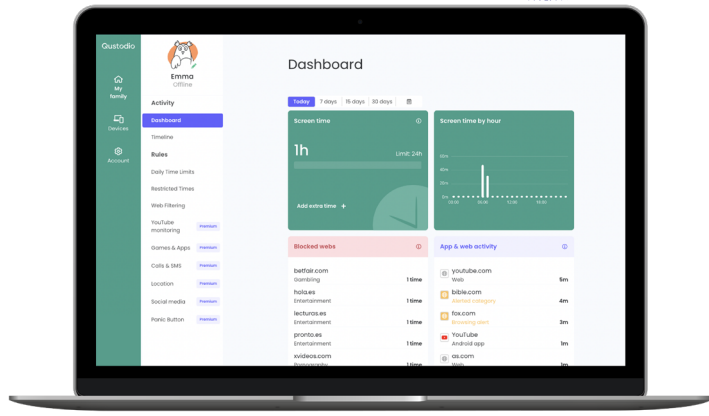 Qustodio
My
family
Devices
Account
Emma
Offline
Activity
Dashboard
Timeline
Rules
Daily Time Limits
Restricted Times
Web Filtering
YouTube
monitoring
Premium
Games & Apps
Premium
Calls & SMS
Premium
Location
Premium
Social media
Premium
Panic Button
Premium
Dashboard
Today 7 days 15 days 30 days
Screen time
1h
Limit: 24h
Add extra time +
Screen time by hour
Blocked webs
betfair.com
Gambling 1 time
hola.es
Entertainment 1 time
lecturas.es
Entertainment 1 time
pronto.es
Entertainment 1 time
xvideos.com
Pornography 1 time
App & web activity
youtube.com
Web 5m
bible.com
Alerted category 4m
fox.com
Browsing alert 3m
YouTube
Android app 1m
as.com
Web 1m